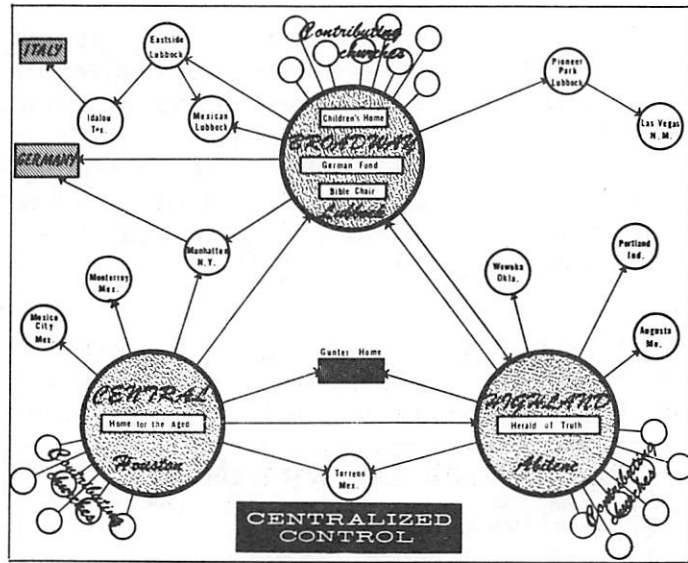 Contributing
churches
ITALY
Eastside
Lubbock
Pioneer
Park
Lubbock
Idalou
Tex.
Mexican
Lubbock
Children's Home
Las Vegas
N.M.
BROADWAY
GERMANY
German Fund
Bible Chair
Lubbock
Manhattan
N.Y.
Portland
Ind.
Monterrey
Mex.
Wewoka
Okla.
Mexico
City
Mex.
Augusta
Me.
Gunter Home
CENTRAL
HIGHLAND
Home for the Aged
Herald of Truth
Houston
Abilene
Contributing
churches
Torreon
Mex.
Contributing
churches
CENTRALIZED
CONTROL